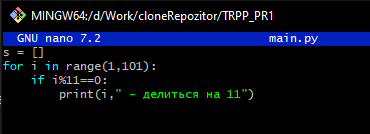 MINGW64:/d/Work/cloneRepozitor/TRPP_PR1
GNU nano 7.2 main.py
s = []
for i in range(1,101):
    if i%11==0:
        print(i," - делиться на 11")